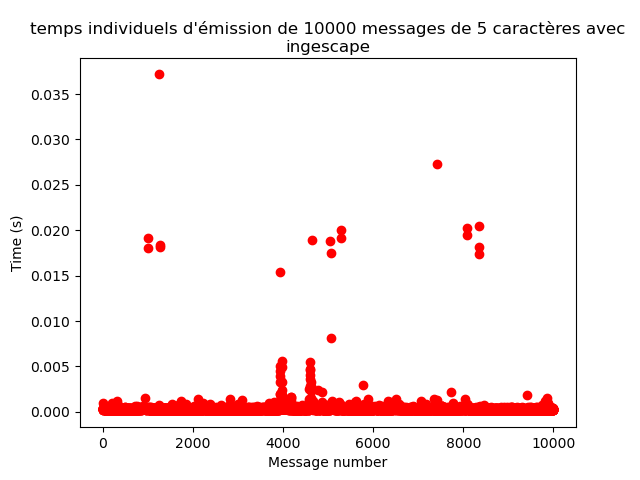 temps individuels d'émission de 10000 messages de 5 caractères avec
ingescape
0.035
0.030
0.025
0.020
0.015
0.010
0.005
0.000
Time (s)
0 2000 4000 6000 8000 10000
Message number